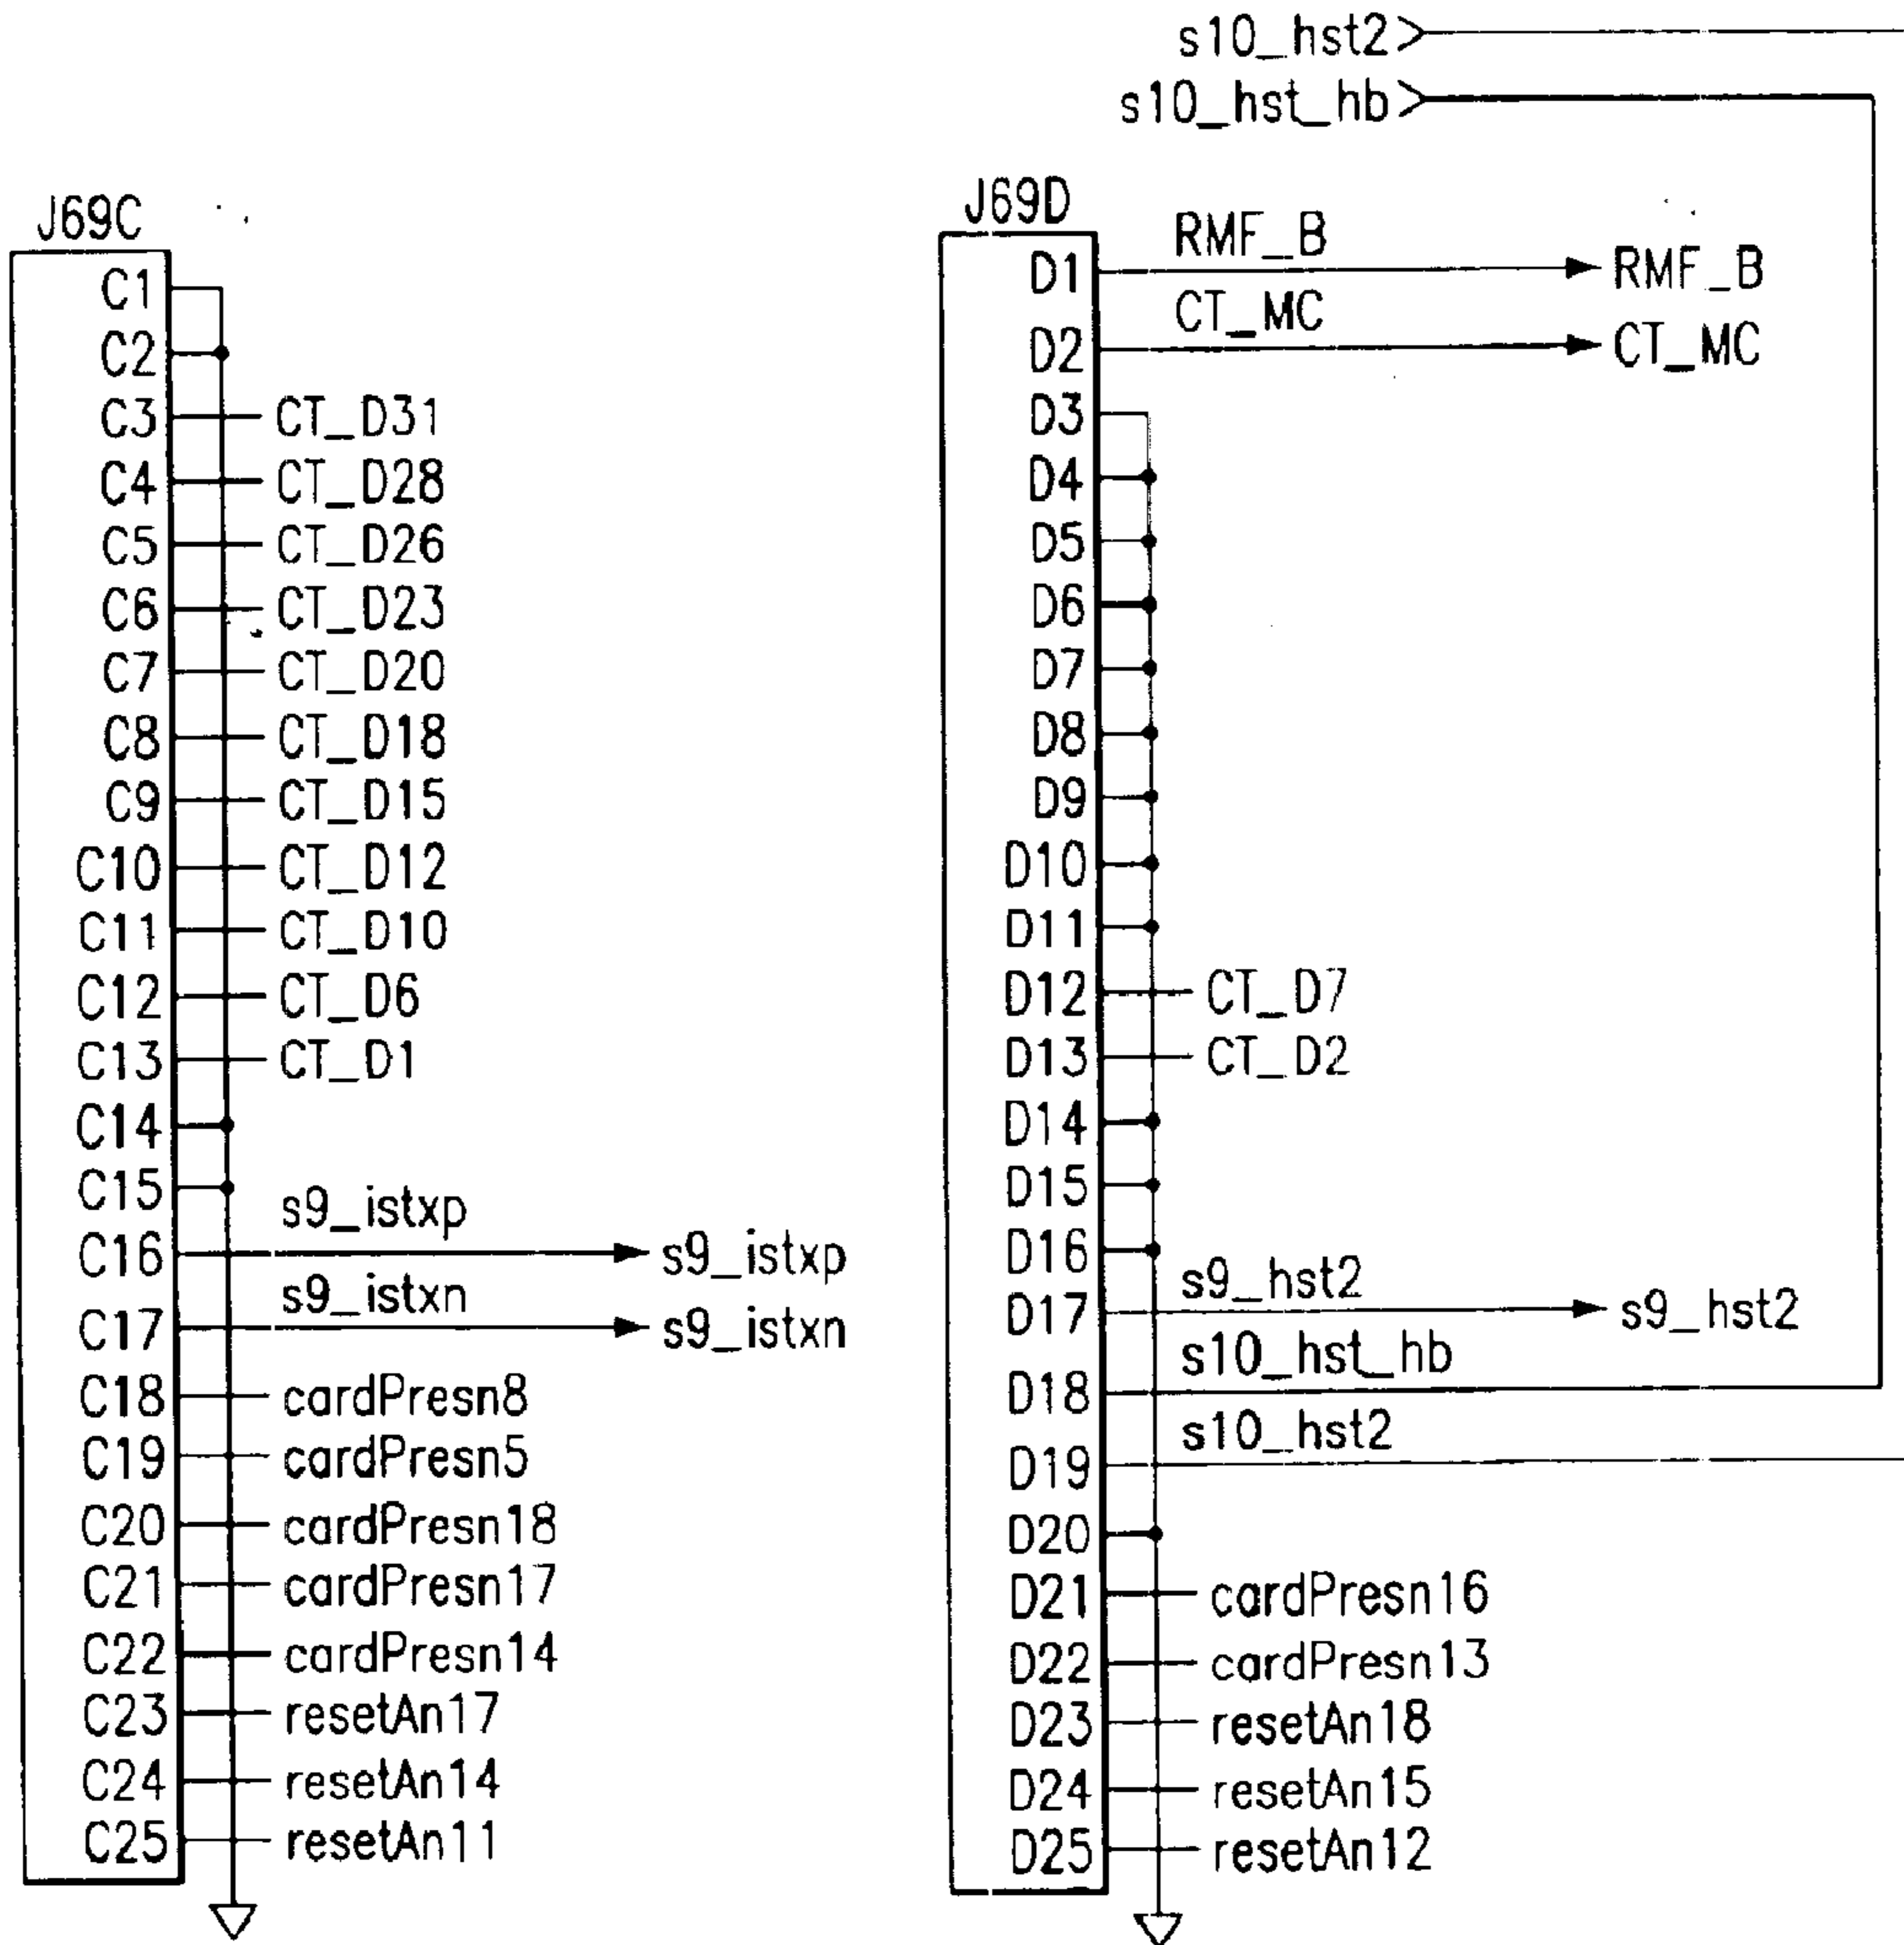 s10_hst2
s10_hst_hb
J69C
C1
C2
C3 CT_D31
C4 CT_D28
C5 CT_D26
C6 CT_D23
C7 CT_D20
C8 CT_D18
C9 CT_D15
C10 CT_D12
C11 CT_D10
C12 CT_D6
C13 CT_D1
C14
C15
s9_istxp
C16 s9_istxp
s9_istxn
C17 s9_istxn
C18 cardPresn8
C19 cardPresn5
C20 cardPresn18
C21 cardPresn17
C22 cardPresn14
C23 resetAn17
C24 resetAn14
C25 resetAn11
J69D
RMF_B
D1 RMF_B
CT_MC
D2 CT_MC
D3
D4
D5
D6
D7
D8
D9
D10
D11
D12 CT_D7
D13 CT_D2
D14
D15
D16
s9_hst2
D17 s9_hst2
s10_hst_hb
D18
s10_hst2
D19
D20
D21 cardPresn16
D22 cardPresn13
D23 resetAn18
D24 resetAn15
D25 resetAn12